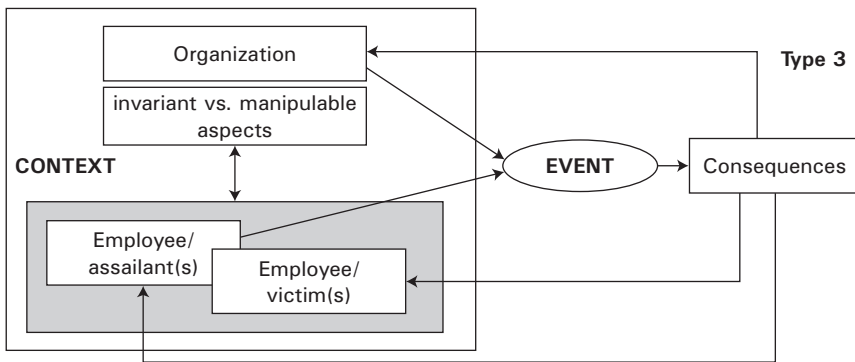 Organization
Type 3
invariant vs. manipulable
aspects
CONTEXT
EVENT
Consequences
Employee/
assailant(s)
Employee/
victim(s)